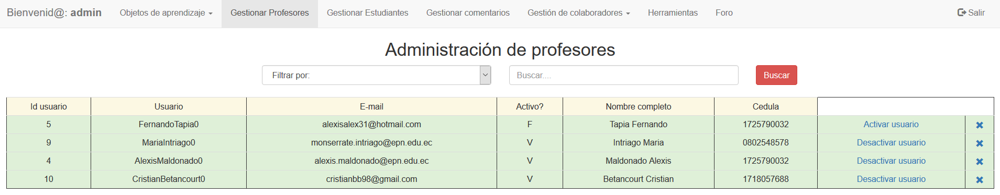 Bienvenid@: admin Objetos de aprendizaje Gestionar Profesores Gestionar Estudiantes Gestionar comentarios Gestión de colaboradores Herramientas Foro Salir
Administración de profesores
Filtrar por: Buscar.... Buscar
Id usuario Usuario E-mail Activo? Nombre completo Cedula
5 FernandoTapia0 alexisalex31@hotmail.com F Tapia Fernando 1725790032 Activar usuario
9 MariaIntriago0 monserrate.intriago@epn.edu.ec V Intriago Maria 0802548578 Desactivar usuario
4 AlexisMaldonado0 alexis.maldonado@epn.edu.ec V Maldonado Alexis 1725790032 Desactivar usuario
10 CristianBetancourt0 cristianbb98@gmail.com V Betancourt Cristian 1718057688 Desactivar usuario